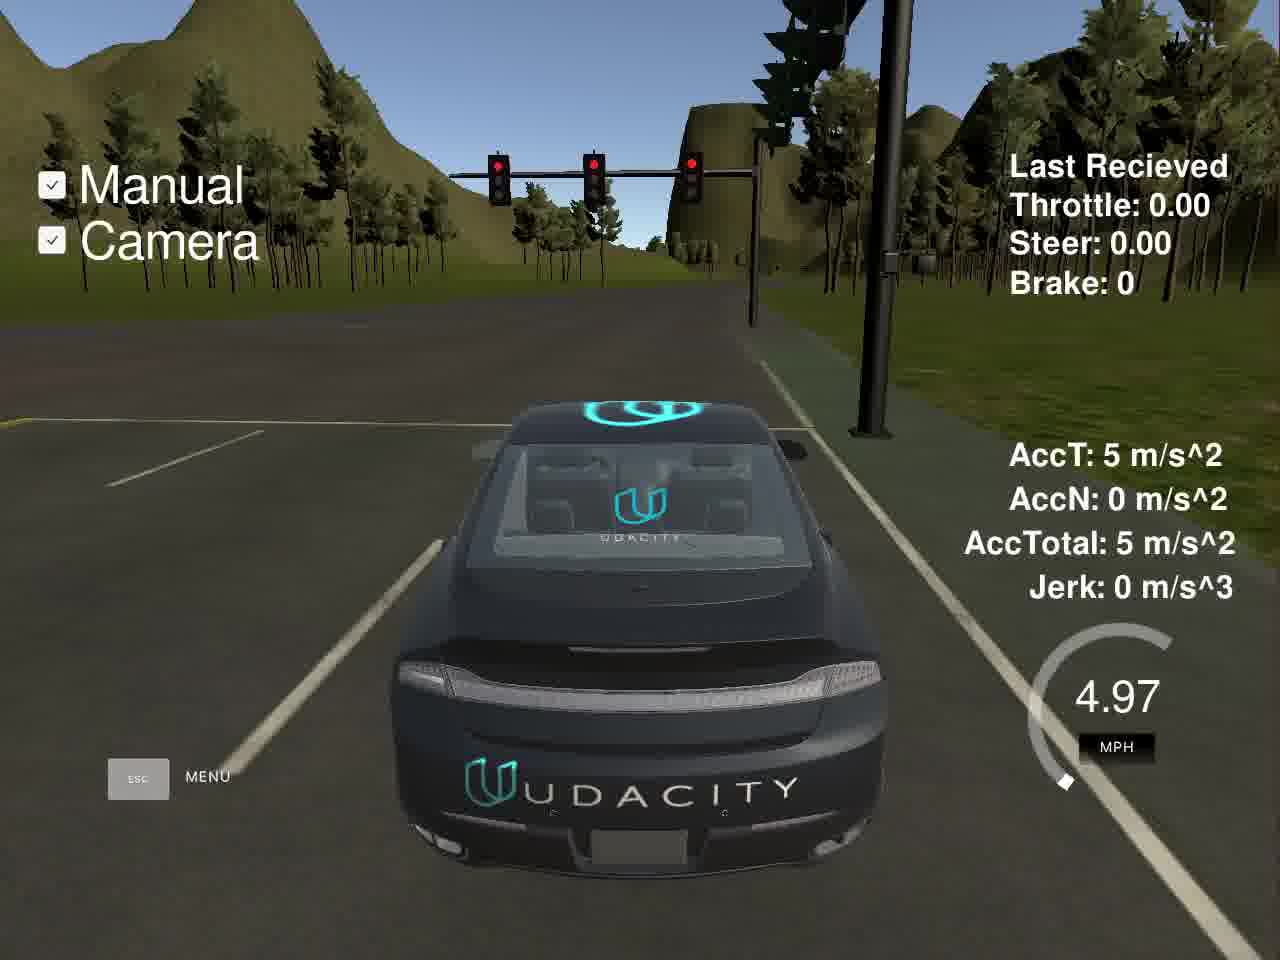 Manual
Camera
Last Recieved
Throttle: 0.00
Steer: 0.00
Brake: 0
AccT: 5 m/s^2
AccN: 0 m/s^2
AccTotal: 5 m/s^2
Jerk: 0 m/s^3
UDACITY
4.97
MPH
ESC MENU
UDACITY